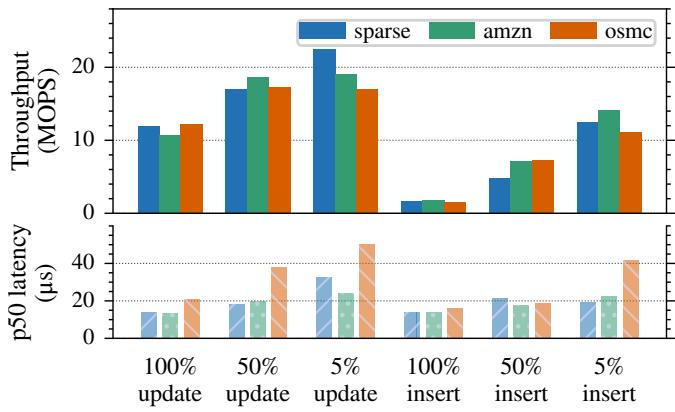 sparse amzn osmc
Throughput
(MOPS)
20
10
0
p50 latency
(μs)
40
20
0
100% 50% 5% 100% 50% 5%
update update update insert insert insert